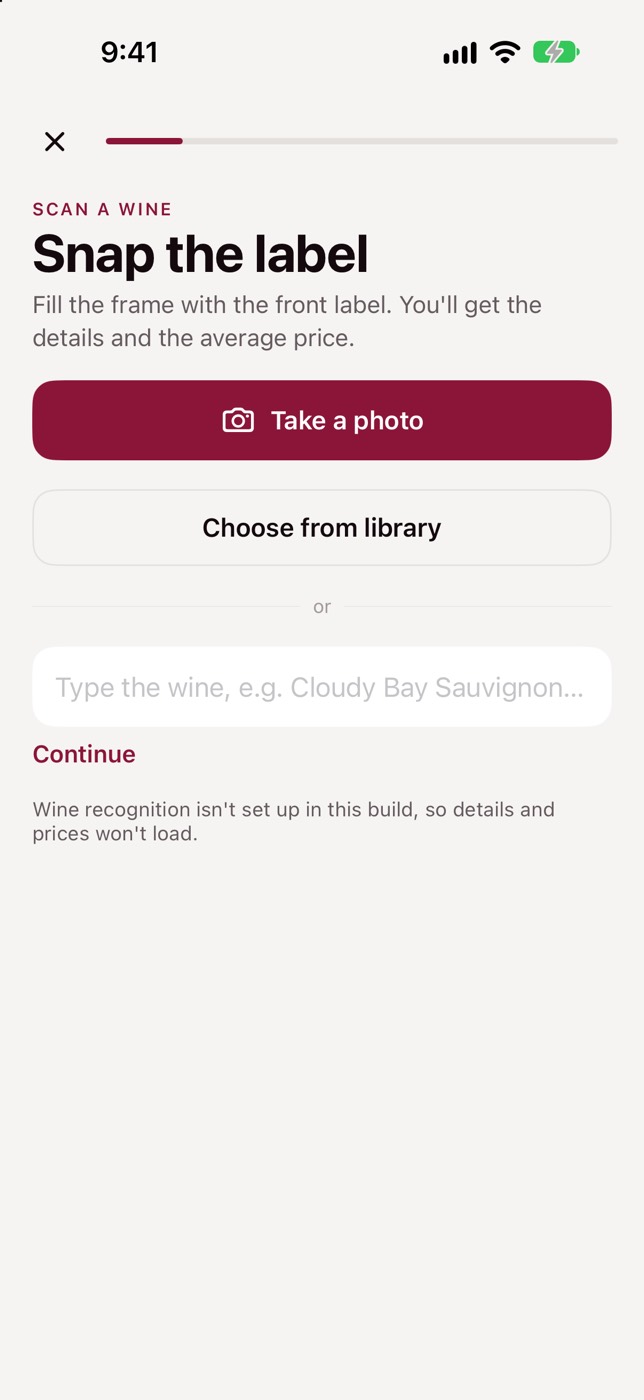 9:41
SCAN A WINE
Snap the label
Fill the frame with the front label. You'll get the
details and the average price.
Take a photo
Choose from library
or
Type the wine, e.g. Cloudy Bay Sauvignon...
Continue
Wine recognition isn't set up in this build, so details and
prices won't load.